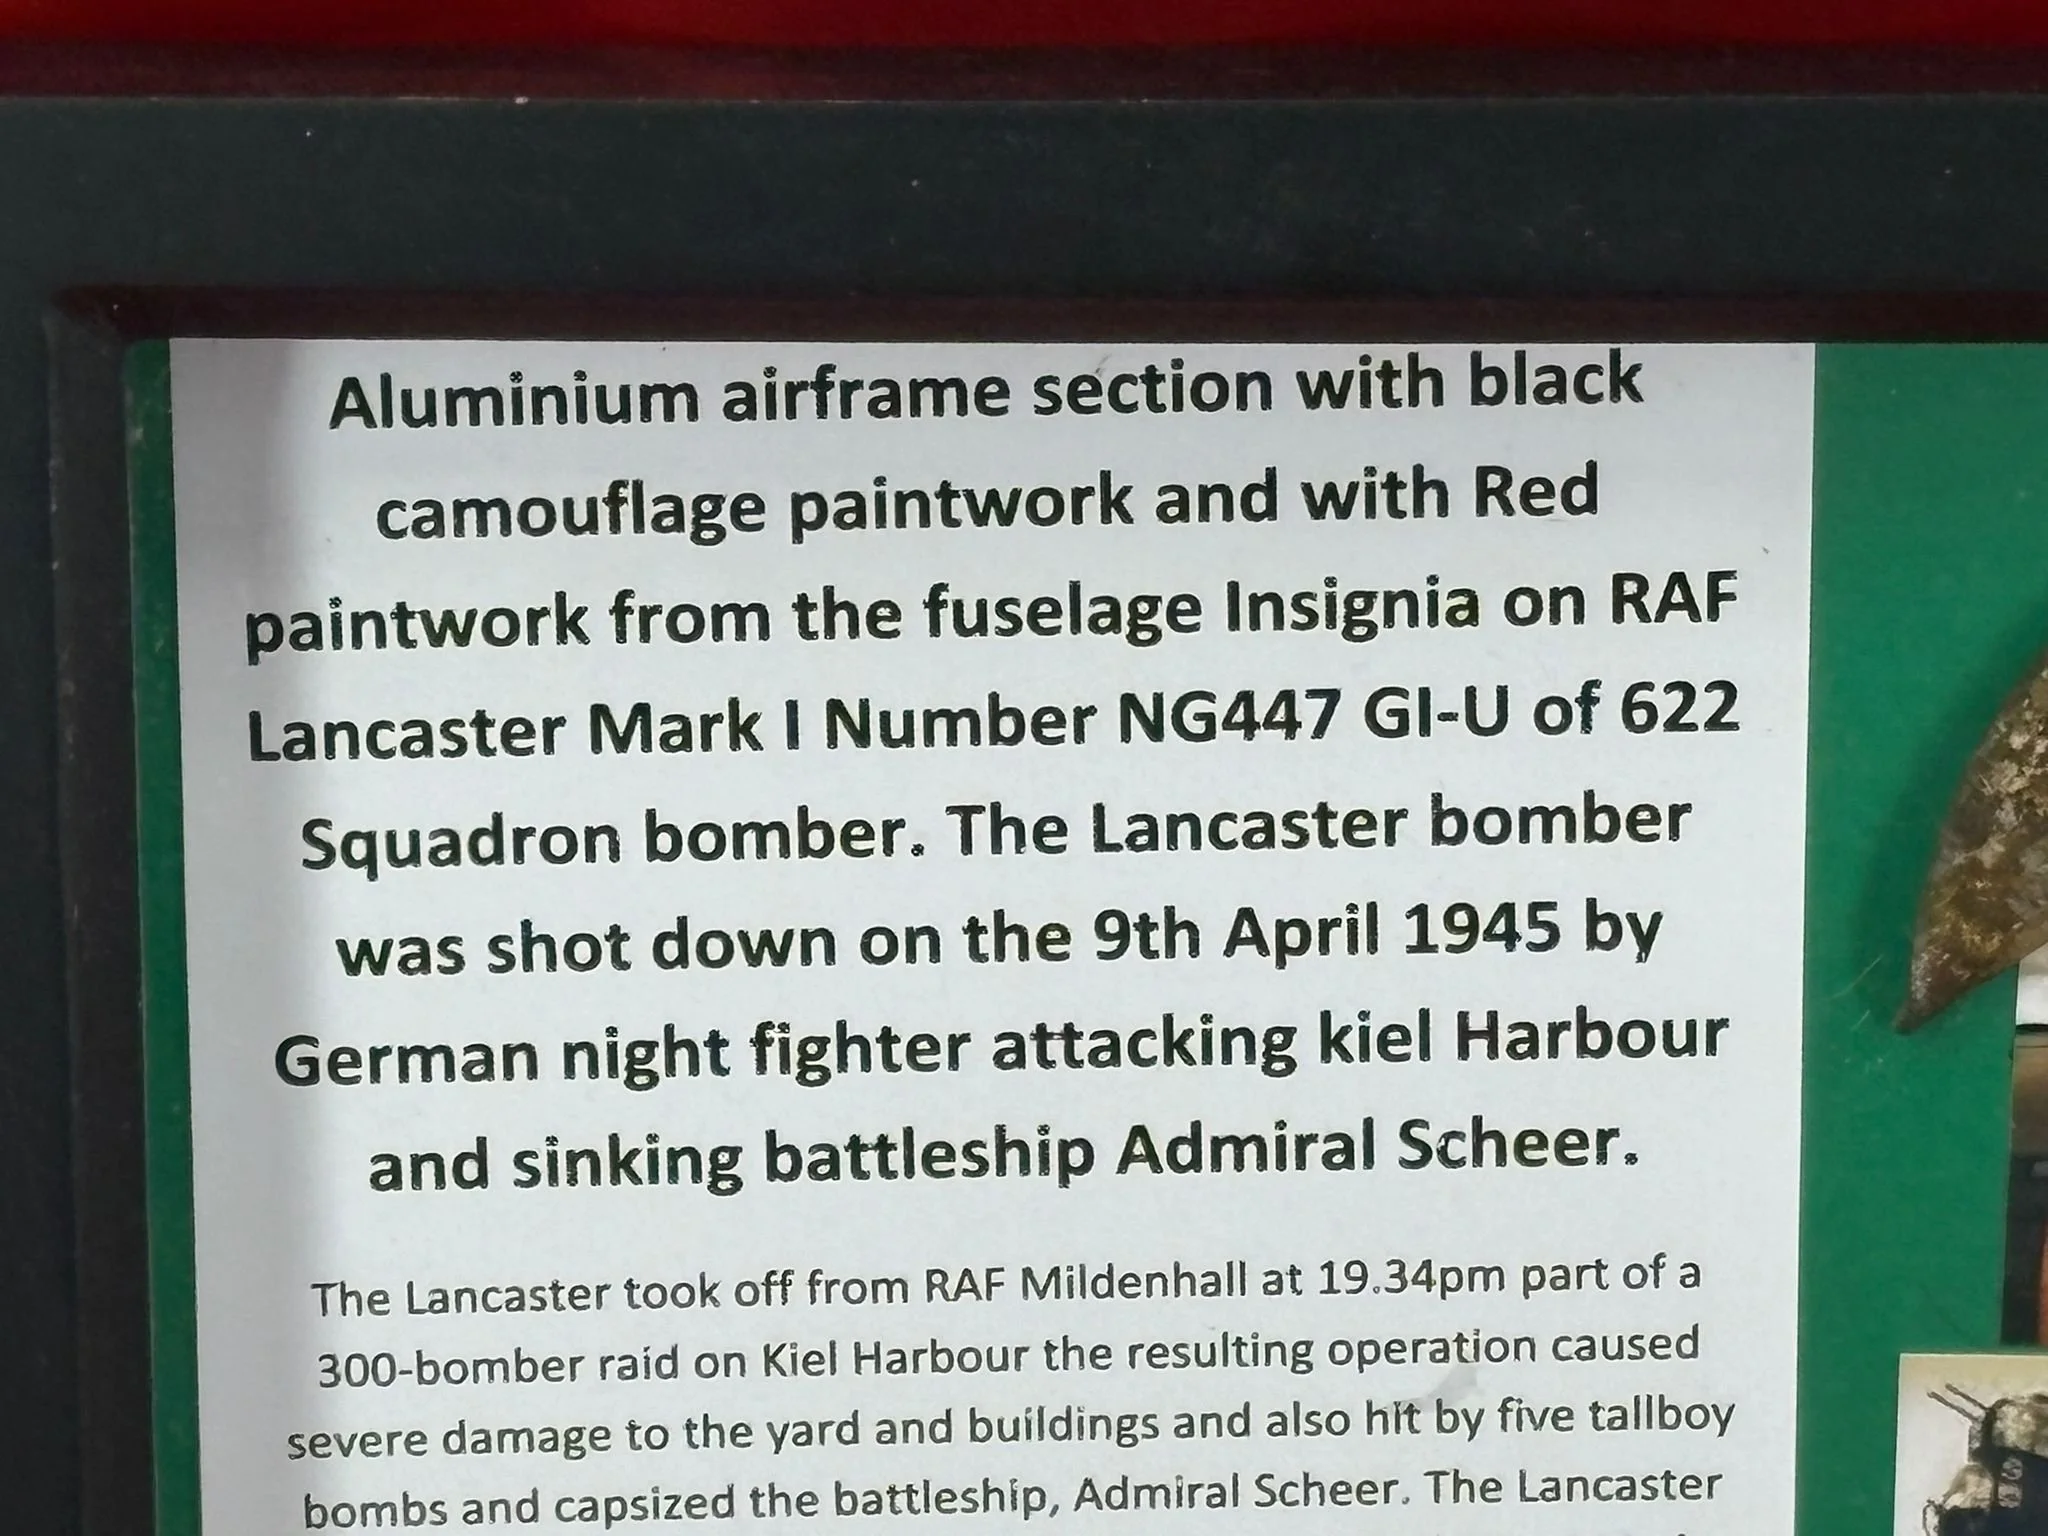 Aluminium airframe section with black
camouflage paintwork and with Red
paintwork from the fuselage Insignia on RAF
Lancaster Mark I Number NG447 GI-U of 622
Squadron bomber. The Lancaster bomber
was shot down on the 9th April 1945 by
German night fighter attacking kiel Harbour
and sinking battleship Admiral Scheer.
The Lancaster took off from RAF Mildenhall at 19.34pm part of a
300-bomber raid on Kiel Harbour the resulting operation caused
severe damage to the yard and buildings and also hit by five tallboy
bombs and capsized the battleship, Admiral Scheer. The Lancaster